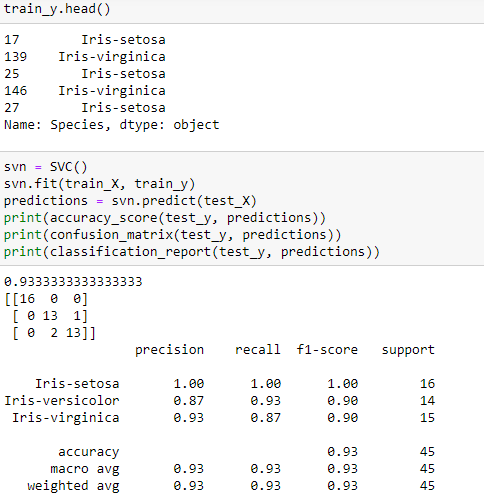 train_y.head()
17        Iris-setosa
139    Iris-virginica
25        Iris-setosa
146    Iris-virginica
27        Iris-setosa
Name: Species, dtype: object
svn = SVC()
svn.fit(train_X, train_y)
predictions = svn.predict(test_X)
print(accuracy_score(test_y, predictions))
print(confusion_matrix(test_y, predictions))
print(classification_report(test_y, predictions))
0.9333333333333333
[[16  0  0]
 [ 0 13  1]
 [ 0  2 13]]
                 precision    recall  f1-score   support
    Iris-setosa       1.00      1.00      1.00        16
Iris-versicolor       0.87      0.93      0.90        14
 Iris-virginica       0.93      0.87      0.90        15
       accuracy                           0.93        45
      macro avg       0.93      0.93      0.93        45
   weighted avg       0.93      0.93      0.93        45